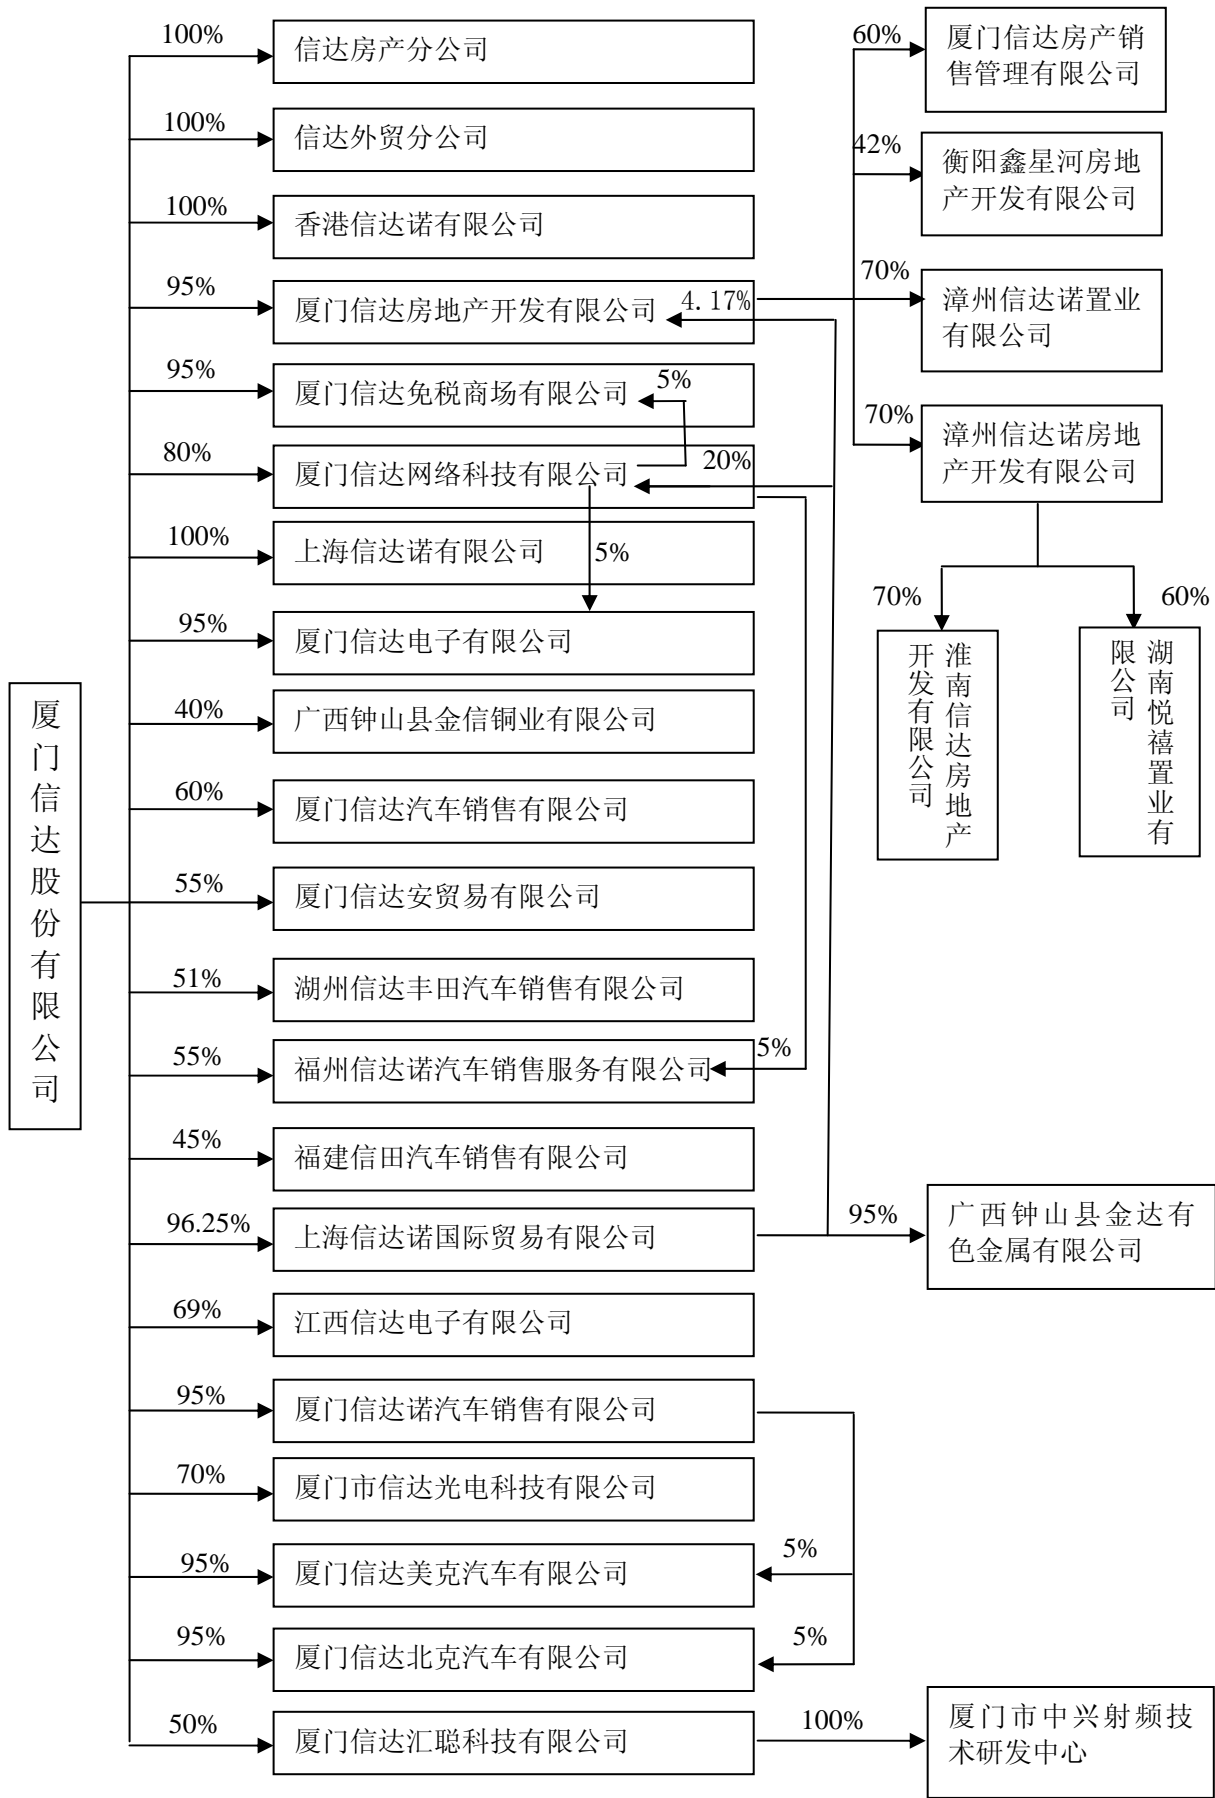 100%
信达房产分公司
60%
厦门信达房产销
售管理有限公司
100%
信达外贸分公司
42%
衡阳鑫星河房地
产开发有限公司
100%
香港信达诺有限公司
95%
厦门信达房地产开发有限公司
4.17%
70%
漳州信达诺置业
有限公司
95%
厦门信达免税商场有限公司
5%
70%
漳州信达诺房地
产开发有限公司
80%
厦门信达网络科技有限公司
20%
100%
上海信达诺有限公司
5%
70%
60%
95%
厦门信达电子有限公司
淮南信达房地产
开发有限公司
湖南悦禧置业有
限公司
厦门信达股份有限公司
40%
广西钟山县金信铜业有限公司
60%
厦门信达汽车销售有限公司
55%
厦门信达安贸易有限公司
51%
湖州信达丰田汽车销售有限公司
55%
福州信达诺汽车销售服务有限公司
5%
45%
福建信田汽车销售有限公司
96.25%
上海信达诺国际贸易有限公司
95%
广西钟山县金达有
色金属有限公司
69%
江西信达电子有限公司
95%
厦门信达诺汽车销售有限公司
70%
厦门市信达光电科技有限公司
95%
厦门信达美克汽车有限公司
5%
95%
厦门信达北克汽车有限公司
5%
50%
厦门信达汇聪科技有限公司
100%
厦门市中兴射频技
术研发中心